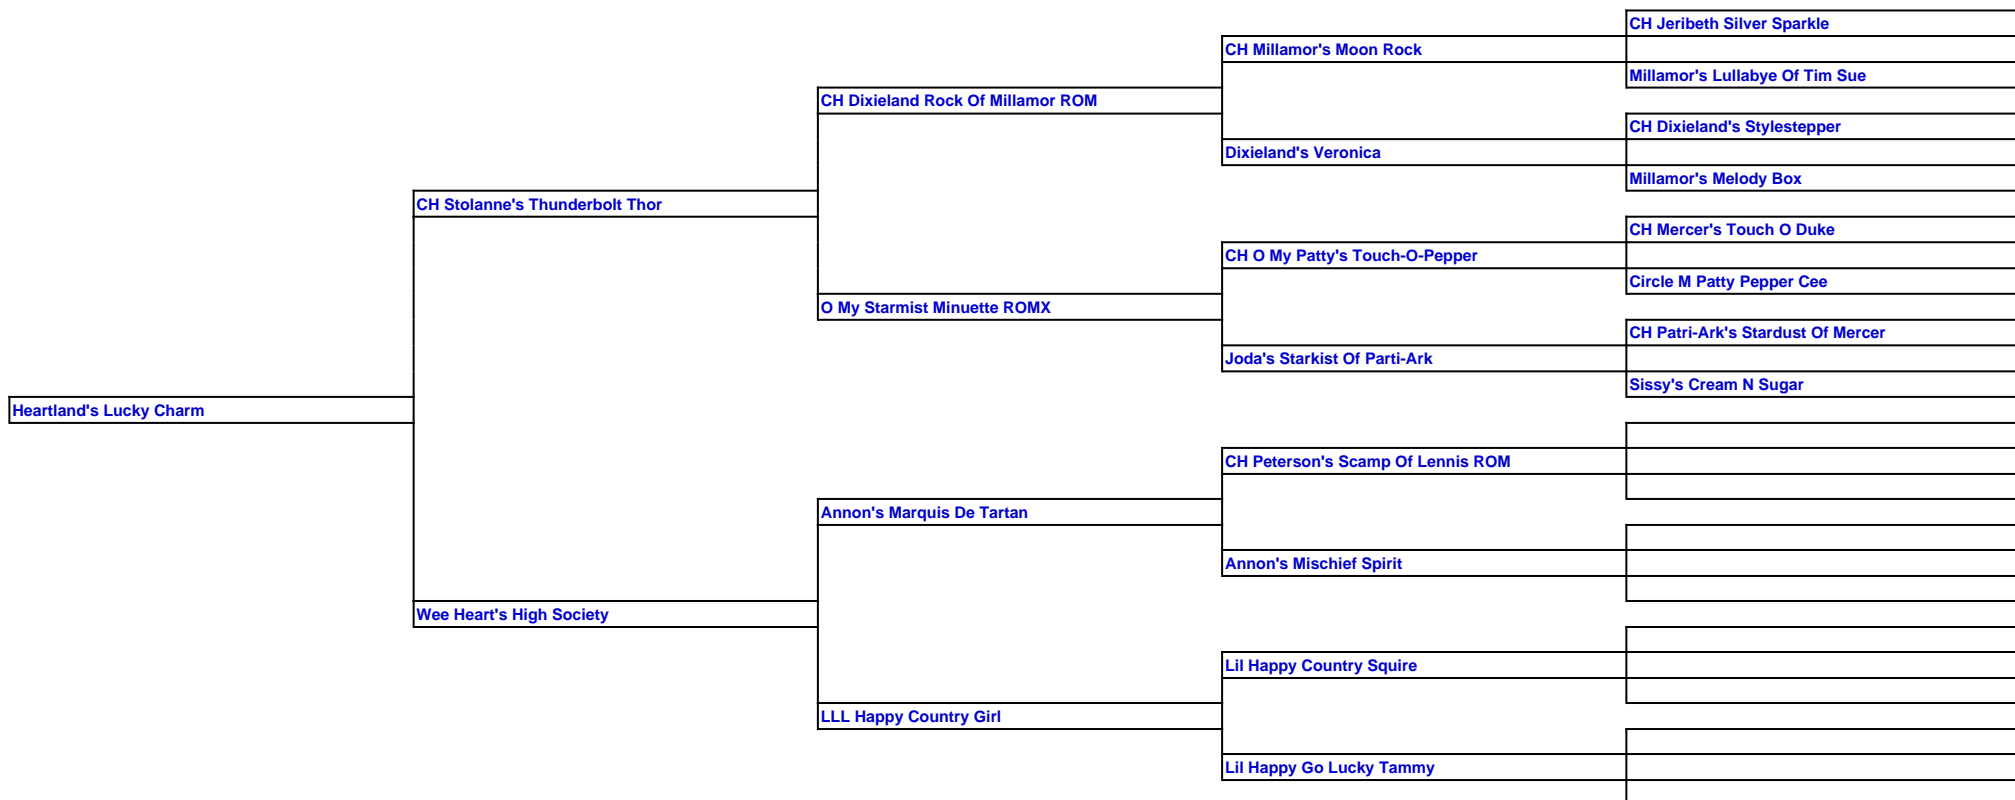 CH Jeribeth Silver Sparkle
CH Millamor's Moon Rock
Millamor's Lullabye Of Tim Sue
CH Dixieland Rock Of Millamor ROM
CH Dixieland's Stylestepper
Dixieland's Veronica
Millamor's Melody Box
CH Stolanne's Thunderbolt Thor
CH Mercer's Touch O Duke
CH O My Patty's Touch-O-Pepper
Circle M Patty Pepper Cee
O My Starmist Minuette ROMX
CH Patri-Ark's Stardust Of Mercer
Joda's Starkist Of Parti-Ark
Sissy's Cream N Sugar
Heartland's Lucky Charm
CH Peterson's Scamp Of Lennis ROM
Annon's Marquis De Tartan
Annon's Mischief Spirit
Wee Heart's High Society
Lil Happy Country Squire
LLL Happy Country Girl
Lil Happy Go Lucky Tammy